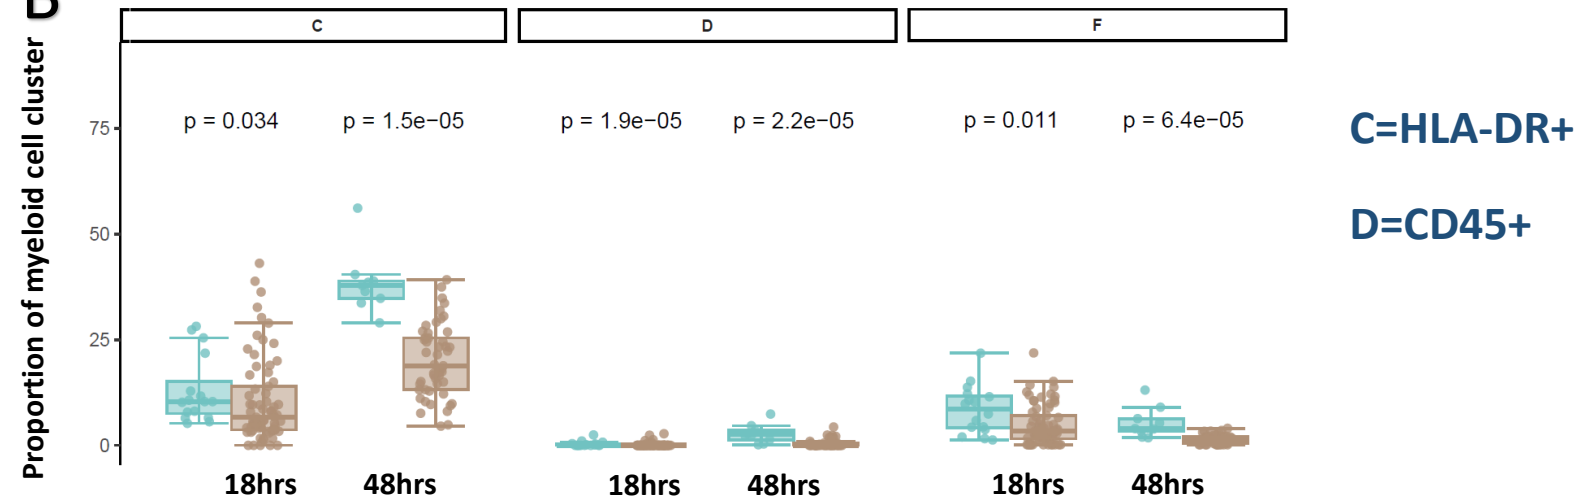 C D F
Proportion of myeloid cell cluster
75
50
25
0
p = 0.034 p = 1.5e−05 p = 1.9e−05 p = 2.2e−05 p = 0.011 p = 6.4e−05
18hrs 48hrs 18hrs 48hrs 18hrs 48hrs
C=HLA-DR+
D=CD45+